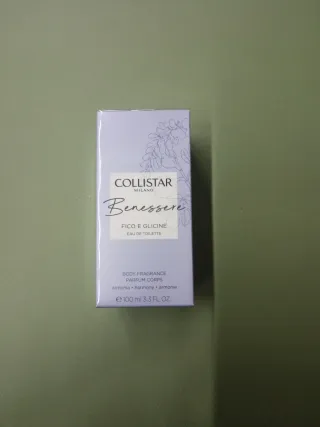 COLLISTAR
MILANO
Benessere
FICO E GLICINE
EAU DE TOILETTE
BODY FRAGRANCE
PARFUM CORPS
armonia • harmony • armonie
℮ 100 ml 3.3 FL. OZ.